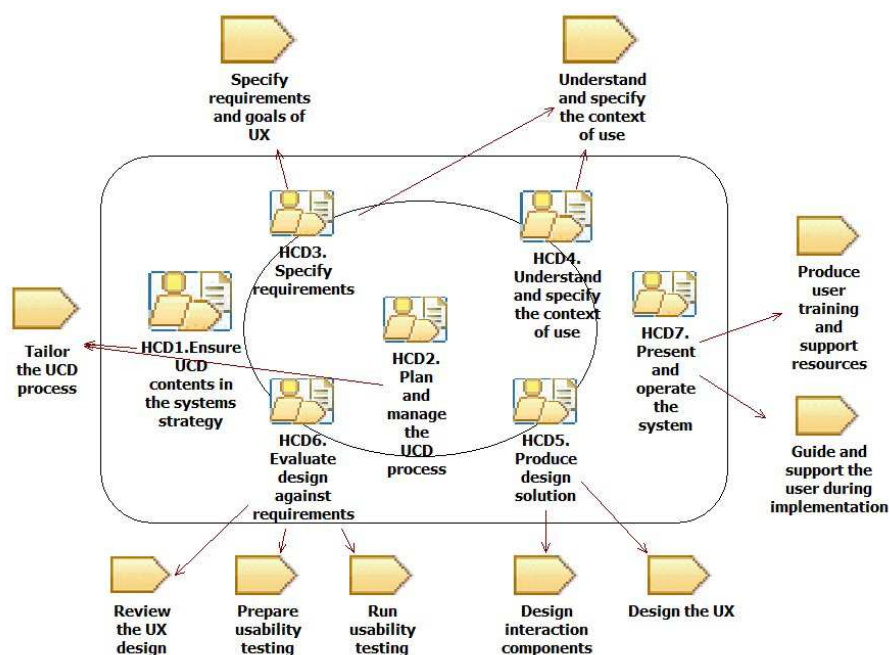 Specify
requirements
and goals of
UX
Understand
and specify
the context
of use
HCD3.
Specify
requirements
HCD4.
Understand
and specify
the context
of use
HCD1.Ensure
UCD
contents in
the systems
strategy
HCD2.
Plan
and
manage
the
UCD
process
HCD7.
Present
and
operate
the
system
Tailor
the UCD
process
Produce
user
training
and
support
resources
HCD6.
Evaluate
design
against
requirements
HCD5.
Produce
design
solution
Guide and
support the
user during
implementation
Review
the UX
design
Prepare
usability
testing
Run
usability
testing
Design
interaction
components
Design the UX